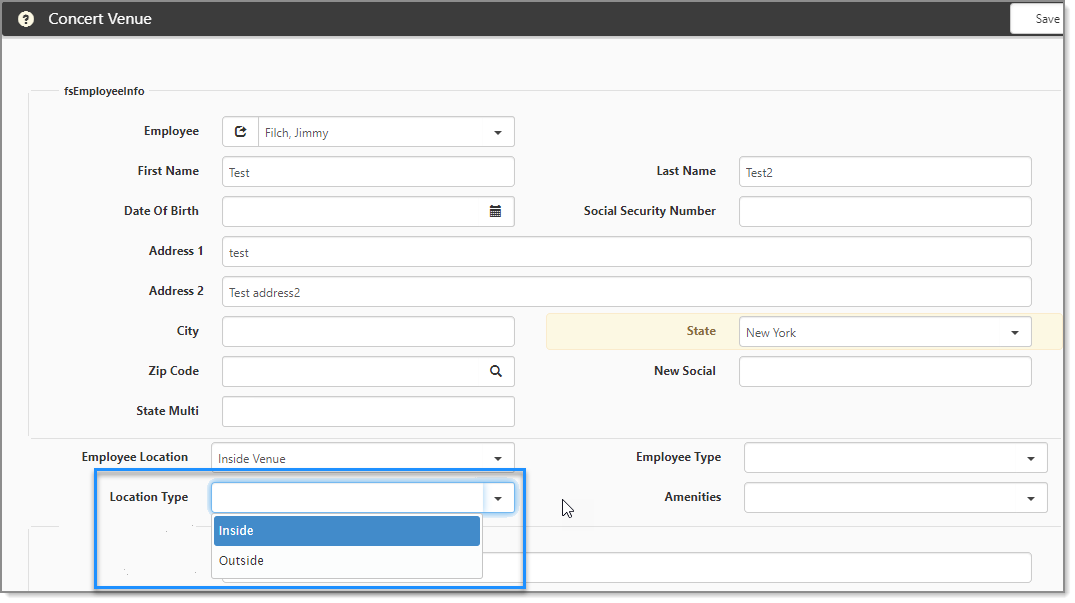 ? Concert Venue Save
fsEmployeeInfo
Employee Filch, Jimmy
First Name Test Last Name Test2
Date Of Birth Social Security Number
Address 1 test
Address 2 Test address2
City State New York
Zip Code New Social
State Multi
Employee Location Inside Venue Employee Type
Location Type Amenities
Inside
Outside